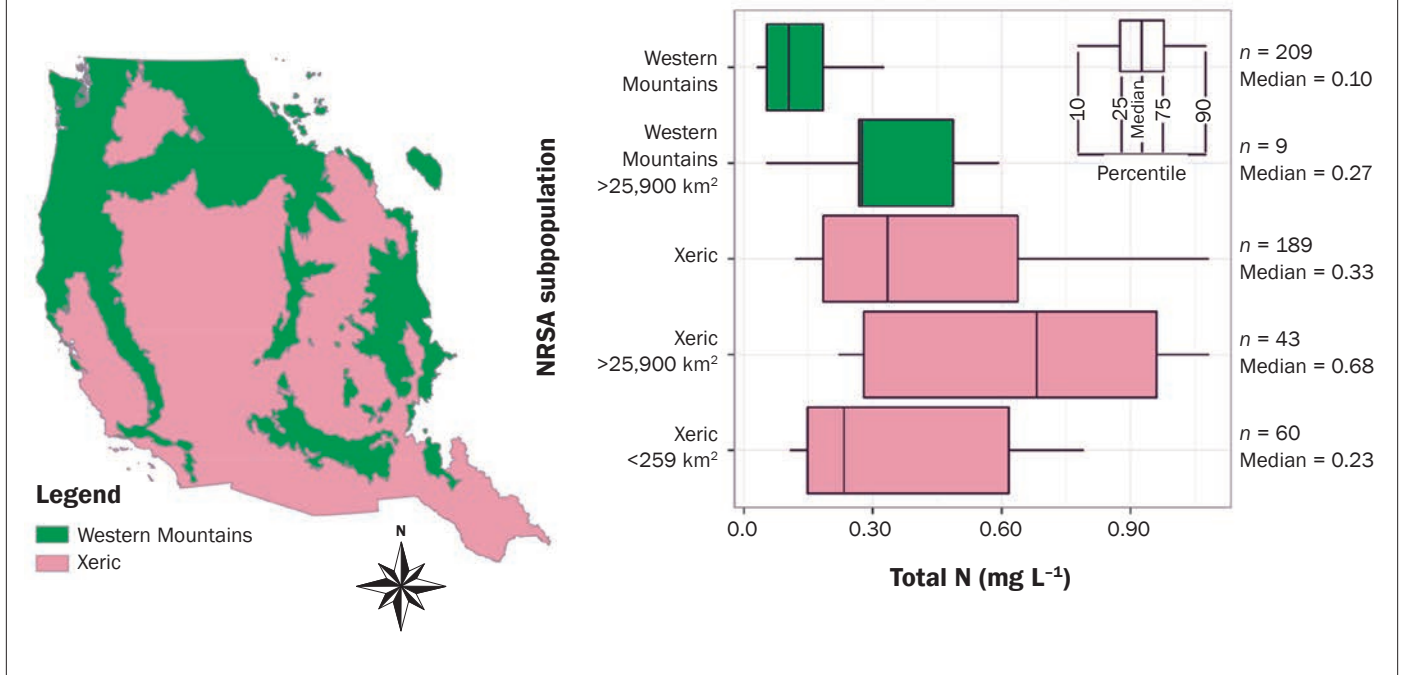 Legend
Western Mountains
Xeric
N
NRSA subpopulation
Western
Mountains
Western
Mountains
>25,900 km²
Xeric
Xeric
>25,900 km²
Xeric
<259 km²
10
25
Median
75
90
Percentile
n = 209
Median = 0.10
n = 9
Median = 0.27
n = 189
Median = 0.33
n = 43
Median = 0.68
n = 60
Median = 0.23
0.0 0.30 0.60 0.90
Total N (mg L⁻¹)